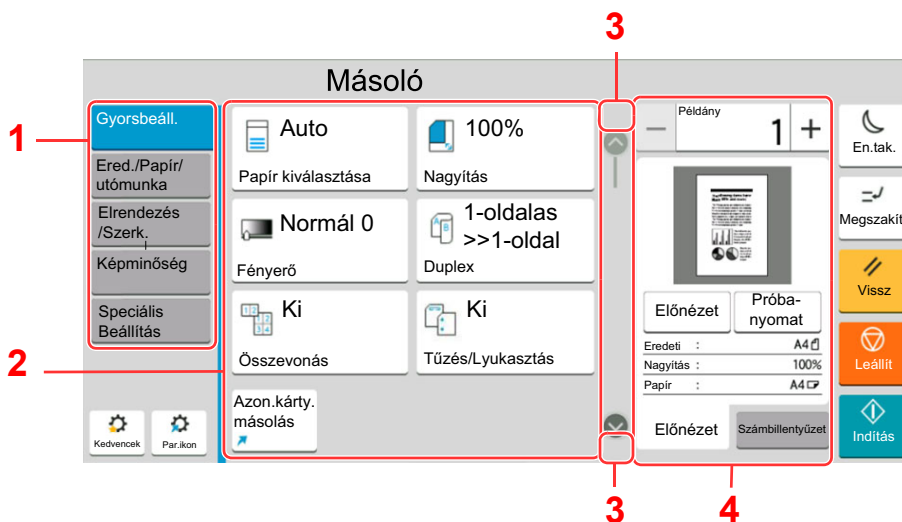 3
Másoló
1
Gyorsbeáll.
Ered./Papír/
utómunka
Elrendezés
/Szerk.
Képminőség
Speciális
Beállítás
2
Kedvencek
Par.ikon
Auto
Papír kiválasztása
100%
Nagyítás
Normál 0
Fényerő
1-oldalas
>>1-oldal
Duplex
Ki
Összevonás
Ki
Tűzés/Lyukasztás
Azon.kárty.
másolás
Példány
1
Előnézet
Próba-
nyomat
Eredeti : A4
Nagyítás : 100%
Papír : A4
Előnézet
Számbillentyűzet
En.tak.
Megszakít
Vissz
Leállít
Indítás
3
4